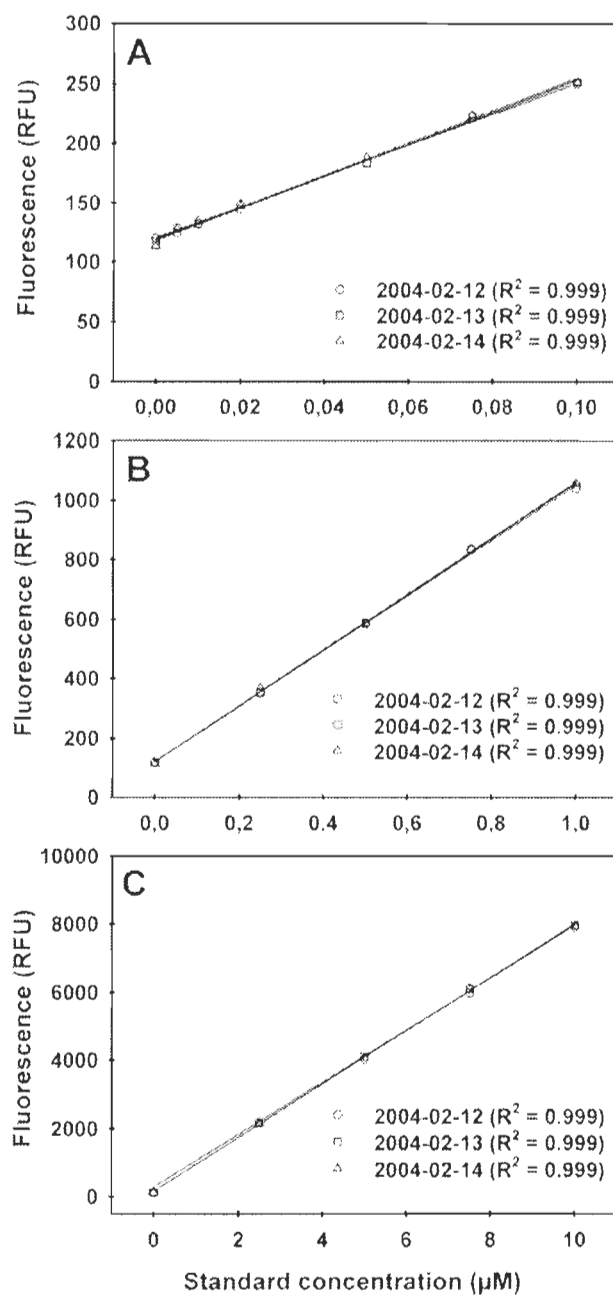 A
Fluorescence (RFU)
300
250
200
150
100
50
0
2004-02-12 (R² = 0.999)
2004-02-13 (R² = 0.999)
2004-02-14 (R² = 0.999)
0,00 0,02 0,04 0,06 0,08 0,10
B
Fluorescence (RFU)
1200
1000
800
600
400
200
0
2004-02-12 (R² = 0.999)
2004-02-13 (R² = 0.999)
2004-02-14 (R² = 0.999)
0,0 0,2 0,4 0,6 0,8 1,0
C
Fluorescence (RFU)
10000
8000
6000
4000
2000
0
2004-02-12 (R² = 0.999)
2004-02-13 (R² = 0.999)
2004-02-14 (R² = 0.999)
0 2 4 6 8 10
Standard concentration (µM)